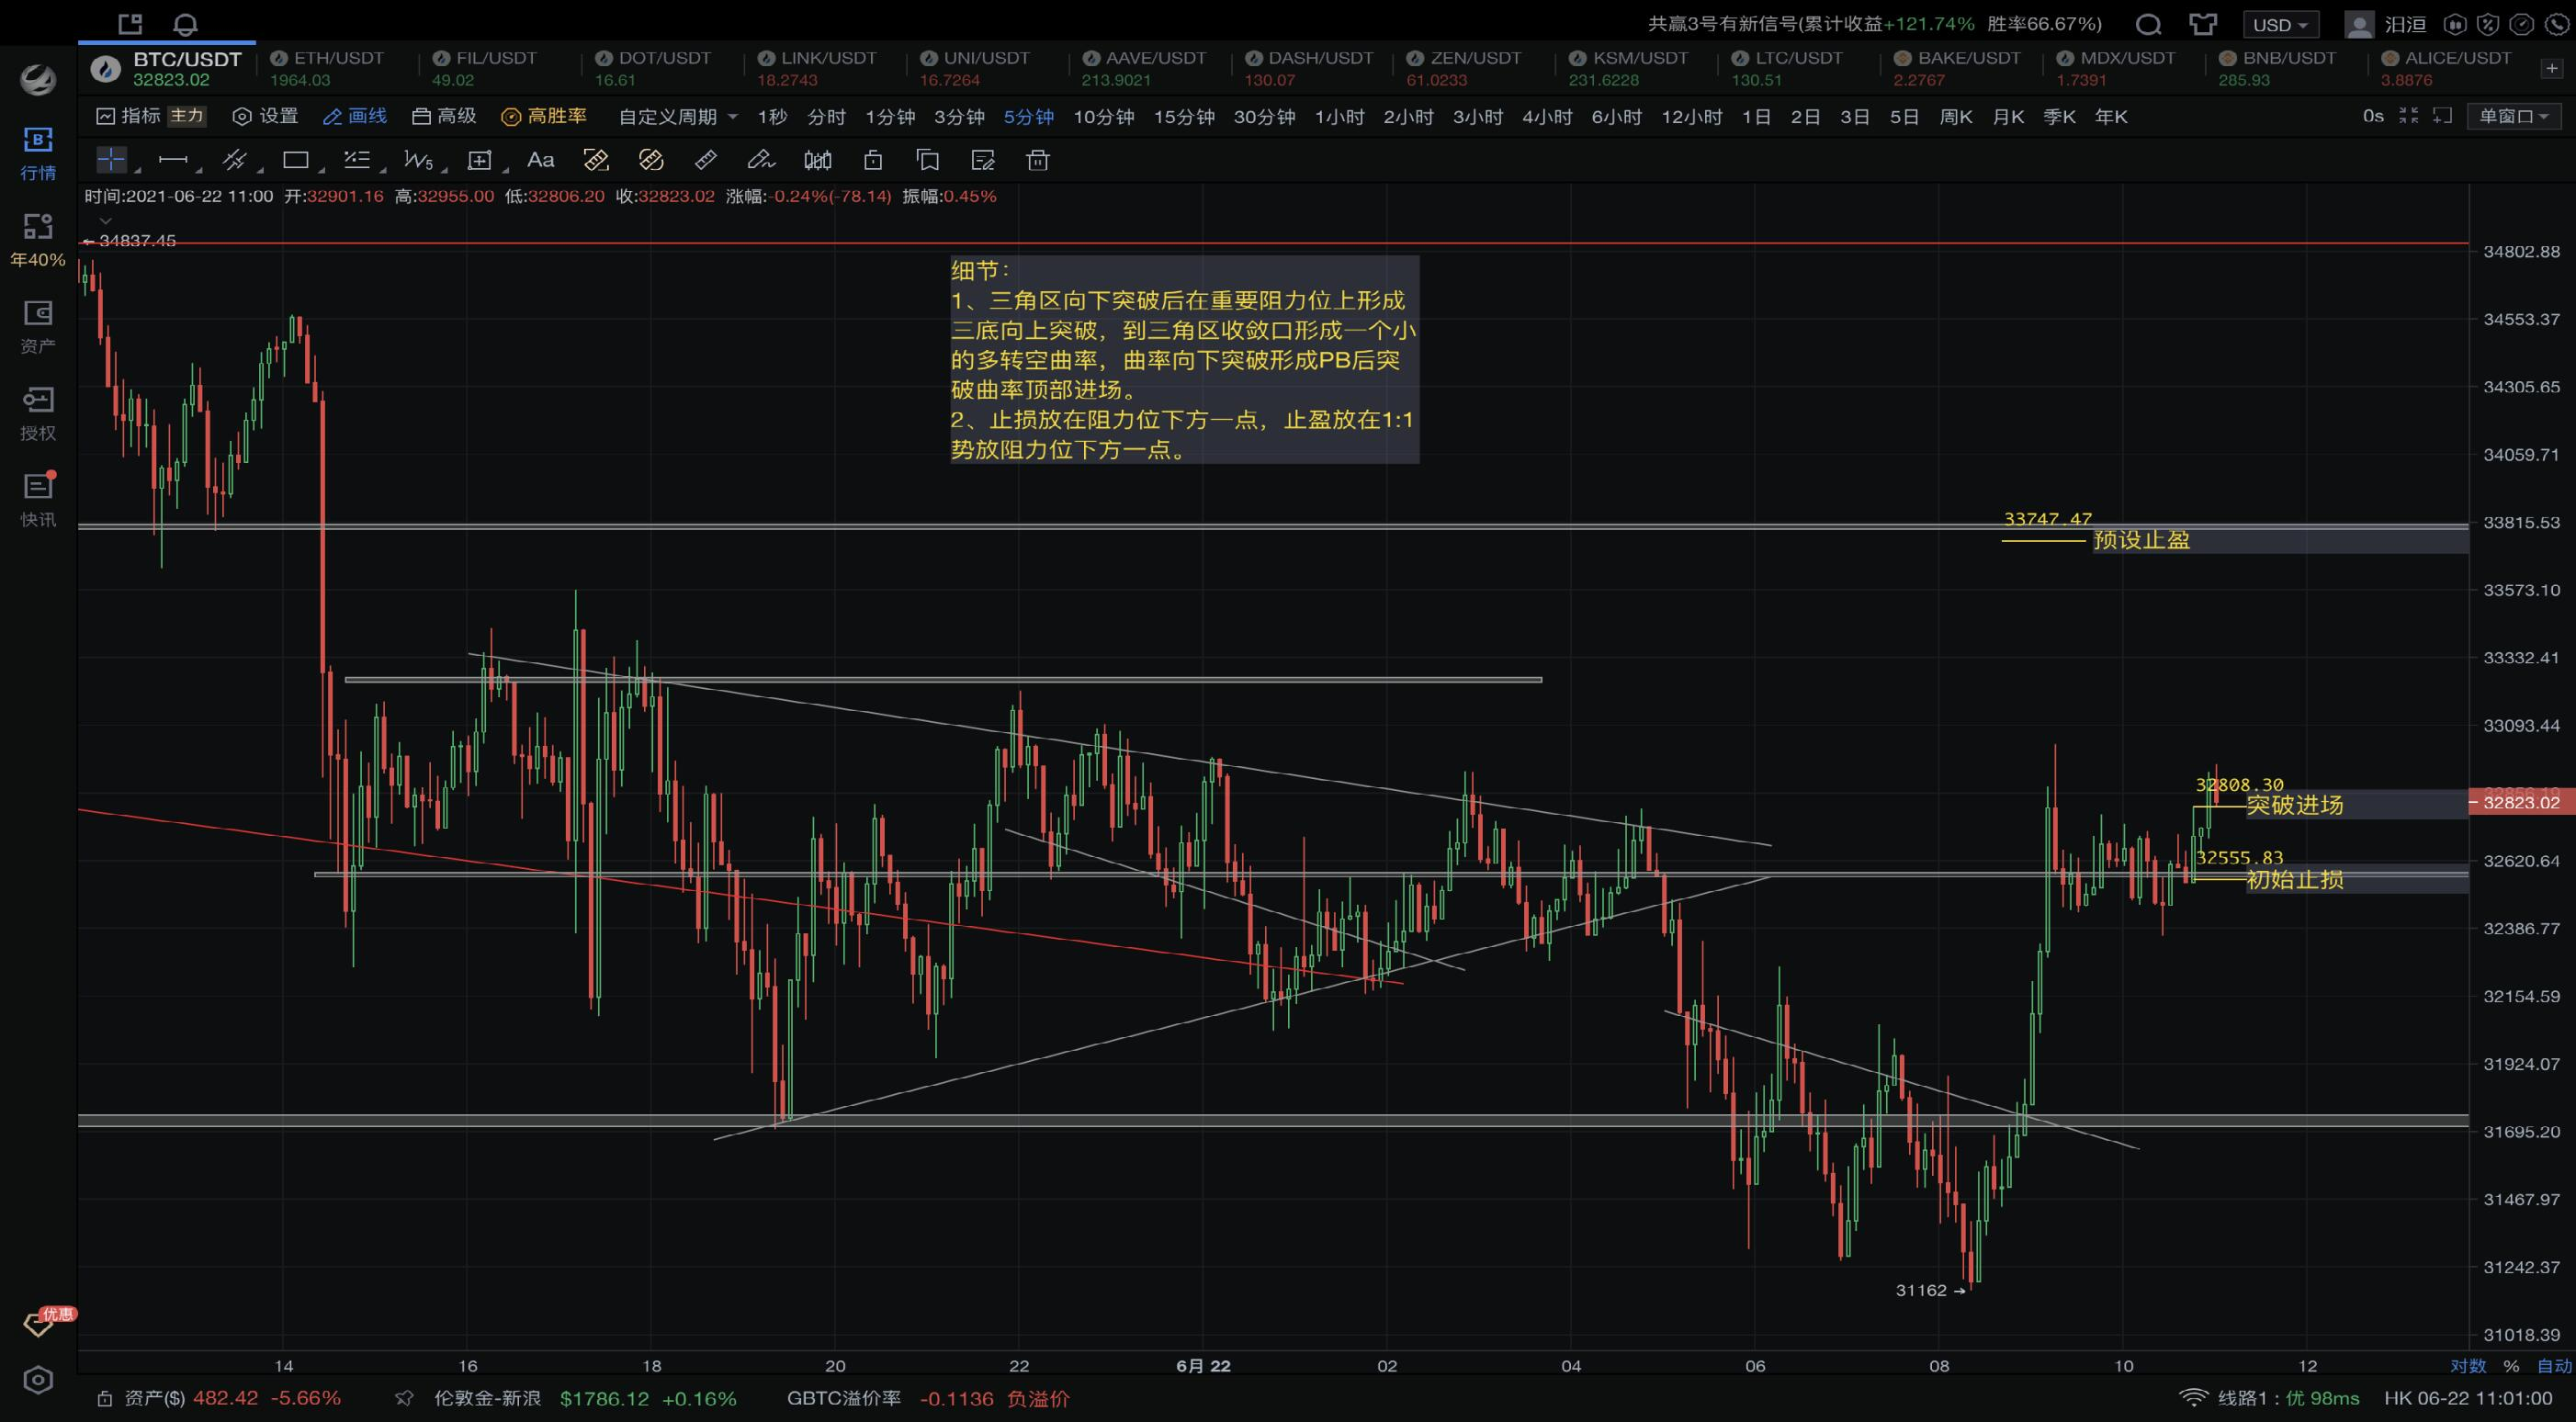 共赢3号有新信号(累计收益+121.74% 胜率66.67%) USD 汩洹
BTC/USDT ETH/USDT FIL/USDT DOT/USDT LINK/USDT UNI/USDT AAVE/USDT DASH/USDT ZEN/USDT KSM/USDT LTC/USDT BAKE/USDT MDX/USDT BNB/USDT ALICE/USDT
32823.02 1964.03 49.02 16.61 18.2743 16.7264 213.9021 130.07 61.0233 231.6228 130.51 2.2767 1.7391 285.93 3.8876
指标 主力 设置 画线 高级 高胜率 自定义周期 1秒 分时 1分钟 3分钟 5分钟 10分钟 15分钟 30分钟 1小时 2小时 3小时 4小时 6小时 12小时 1日 2日 3日 5日 周K 月K 季K 年K 0s 单窗口
Aa
时间:2021-06-22 11:00 开:32901.16 高:32955.00 低:32806.20 收:32823.02 涨幅:-0.24%(-78.14) 振幅:0.45%
行情
年40%
资产
授权
快讯
优惠
34837.45
细节：
1、三角区向下突破后在重要阻力位上形成
三底向上突破，到三角区收敛口形成一个小
的多转空曲率，曲率向下突破形成PB后突
破曲率顶部进场。
2、止损放在阻力位下方一点，止盈放在1:1
势放阻力位下方一点。
33747.47
预设止盈
32808.30
突破进场
32555.83
初始止损
31162
34802.88
34553.37
34305.65
34059.71
33815.53
33573.10
33332.41
33093.44
32823.02
32620.64
32386.77
32154.59
31924.07
31695.20
31467.97
31242.37
31018.39
14 16 18 20 22 6月 22 02 04 06 08 10 12 对数 % 自动
资产($) 482.42 -5.66% 伦敦金-新浪 $1786.12 +0.16% GBTC溢价率 -0.1136 负溢价 线路1：优 98ms HK 06-22 11:01:00